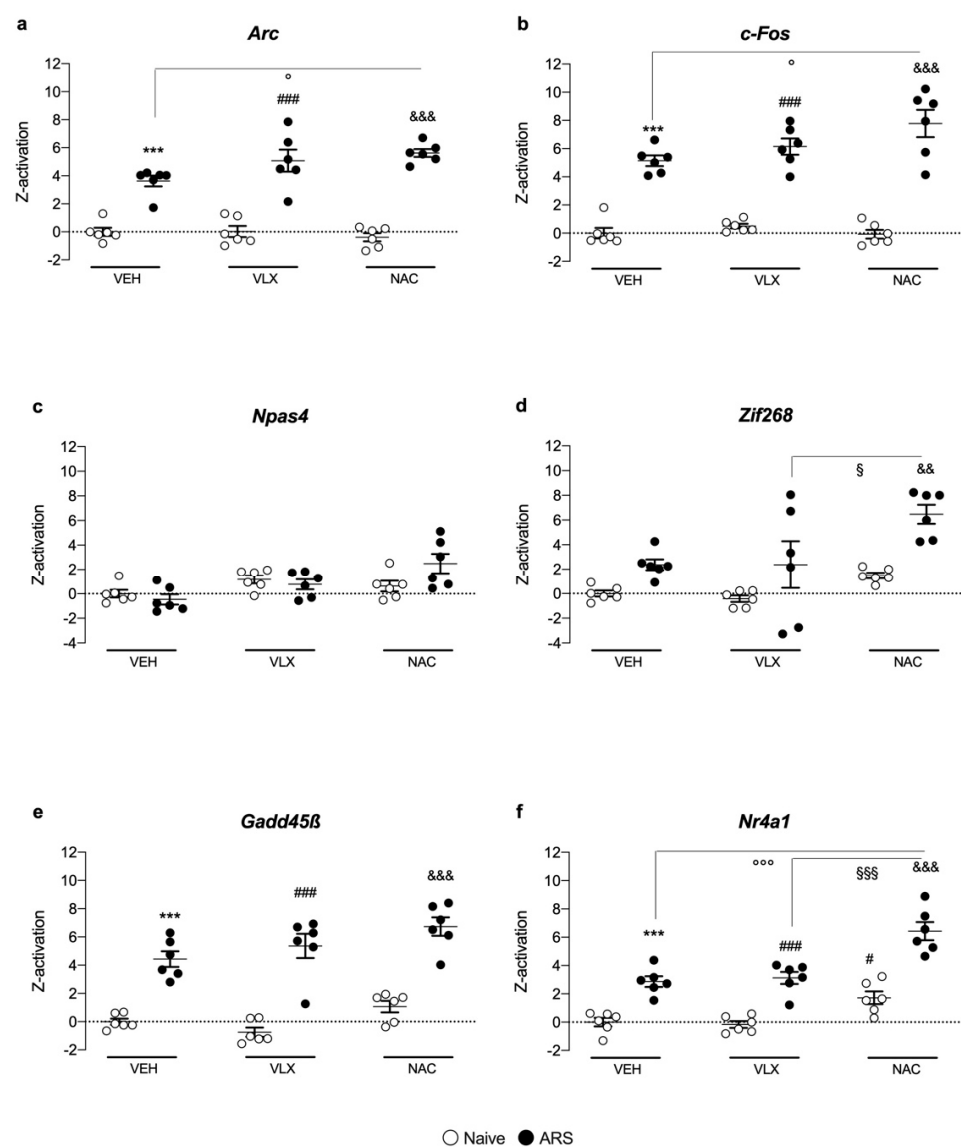 a
Arc
Z-activation
12
10
8
6
4
2
0
-2
°
***
###
&&&
VEH
VLX
NAC
b
c-Fos
Z-activation
12
10
8
6
4
2
0
-2
°
***
###
&&&
VEH
VLX
NAC
c
Npas4
Z-activation
12
10
8
6
4
2
0
-2
-4
VEH
VLX
NAC
d
Zif268
Z-activation
12
10
8
6
4
2
0
-2
-4
§
&&
VEH
VLX
NAC
e
Gadd45ß
Z-activation
12
10
8
6
4
2
0
-2
***
###
&&&
VEH
VLX
NAC
f
Nr4a1
Z-activation
12
10
8
6
4
2
0
-2
°°°
§§§
&&&
***
###
#
VEH
VLX
NAC
Naive
ARS